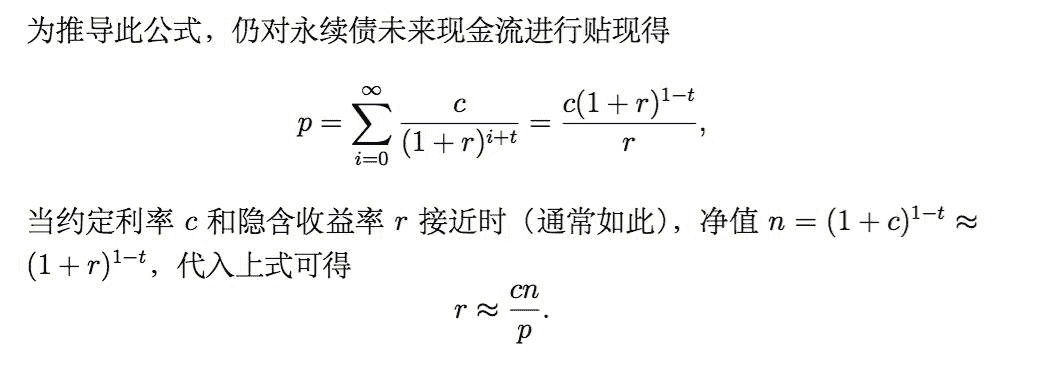 为推导此公式，仍对永续债未来现金流进行贴现得
p = \sum_{i=0}^{\infty} \frac{c}{(1+r)^{i+t}} = \frac{c(1+r)^{1-t}}{r},
当约定利率 c 和隐含收益率 r 接近时（通常如此），净值 n = (1 + c)^{1-t} ≈
(1 + r)^{1-t}，代入上式可得
r ≈ \frac{cn}{p}.